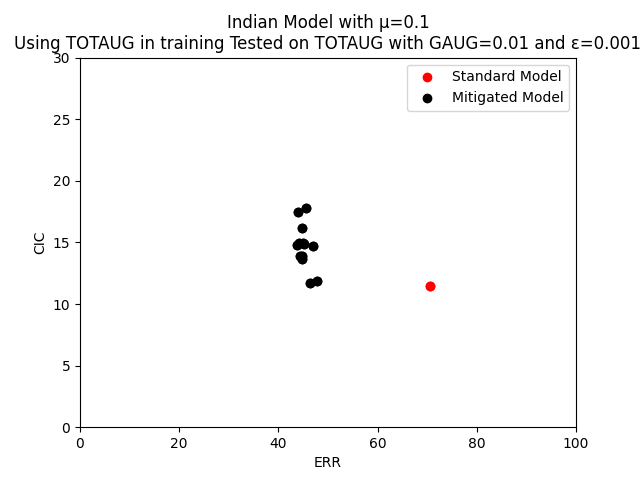 Indian Model with μ=0.1
Using TOTAUG in training Tested on TOTAUG with GAUG=0.01 and ε=0.001
Standard Model
Mitigated Model
30
25
20
15
10
5
0
CIC
0 20 40 60 80 100
ERR